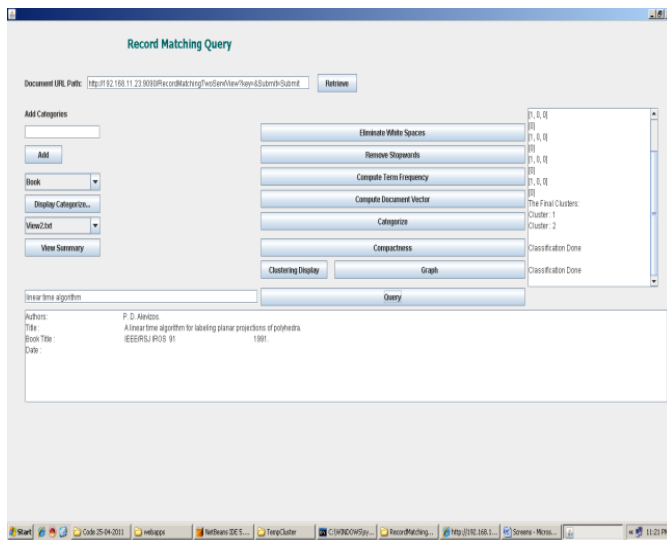 Record Matching Query
Document URL Path: http://192.168.11.23:9090/RecordMatchingTwoServ/View?key=&Submit=Submit Retrieve
Add Categories
Add
Book
Display Categorize...
View2.txt
View Summary
Eliminate White Spaces
Remove Stopwords
Compute Term Frequency
Compute Document Vector
Categorize
Compactness
Clustering Display Graph
[1, 0, 0]
[0]
[1, 0, 0]
[0]
[1, 0, 0]
[0]
[1, 0, 0]
[0]
The Final Clusters:
Cluster: 1
Cluster: 2
Classification Done
Classification Done
linear time algorithm Query
Authors: P. D. Alevizos.
Title : A linear time algorithm for labeling planar projections of polyhedra.
Book Title : IEEE/RSJ IROS 91 1991.
Date :
Start Code 25-04-2011 webapps NetBeans IDE 5.... TempCluster C:\WINDOWS\sy... RecordMatching... http://192.168.1... Screens - Micros... 11:21 PM